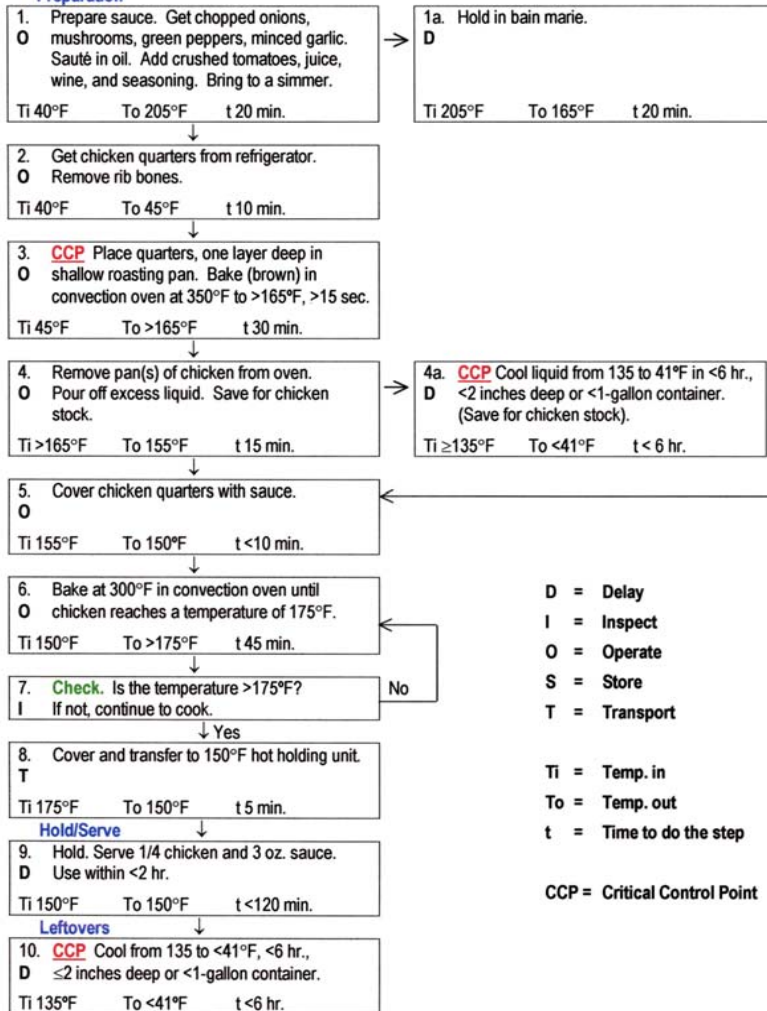 Preparation
1. Prepare sauce. Get chopped onions,
O mushrooms, green peppers, minced garlic.
Sauté in oil. Add crushed tomatoes, juice,
wine, and seasoning. Bring to a simmer.
Ti 40°F To 205°F t 20 min.
1a. Hold in bain marie.
D
Ti 205°F To 165°F t 20 min.
2. Get chicken quarters from refrigerator.
O Remove rib bones.
Ti 40°F To 45°F t 10 min.
3. CCP Place quarters, one layer deep in
O shallow roasting pan. Bake (brown) in
convection oven at 350°F to >165°F, >15 sec.
Ti 45°F To >165°F t 30 min.
4. Remove pan(s) of chicken from oven.
O Pour off excess liquid. Save for chicken
stock.
Ti >165°F To 155°F t 15 min.
4a. CCP Cool liquid from 135 to 41°F in <6 hr.,
D <2 inches deep or <1-gallon container.
(Save for chicken stock).
Ti ≥135°F To <41°F t < 6 hr.
5. Cover chicken quarters with sauce.
O
Ti 155°F To 150°F t <10 min.
6. Bake at 300°F in convection oven until
O chicken reaches a temperature of 175°F.
Ti 150°F To >175°F t 45 min.
7. Check. Is the temperature >175°F?
I If not, continue to cook.
No
Yes
8. Cover and transfer to 150°F hot holding unit.
T
Ti 175°F To 150°F t 5 min.
Hold/Serve
9. Hold. Serve 1/4 chicken and 3 oz. sauce.
D Use within <2 hr.
Ti 150°F To 150°F t <120 min.
Leftovers
10. CCP Cool from 135 to <41°F, <6 hr.,
D ≤2 inches deep or <1-gallon container.
Ti 135°F To <41°F t <6 hr.
D = Delay
I = Inspect
O = Operate
S = Store
T = Transport
Ti = Temp. in
To = Temp. out
t = Time to do the step
CCP = Critical Control Point